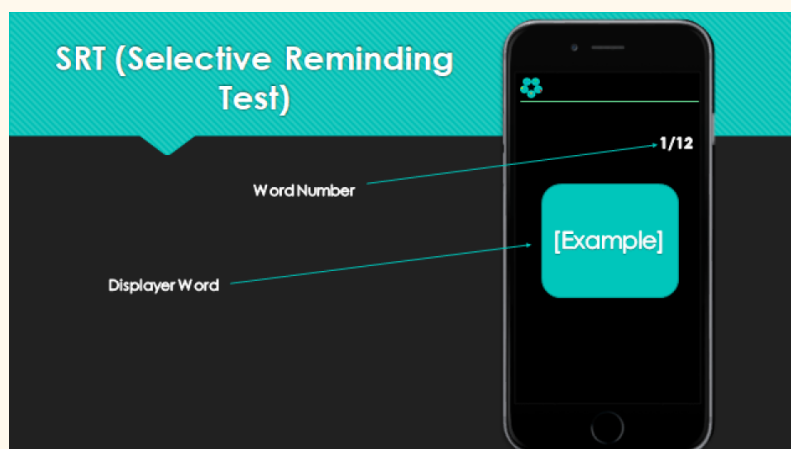 SRT (Selective Reminding
Test)
1/12
Word Number
[Example]
Displayer Word